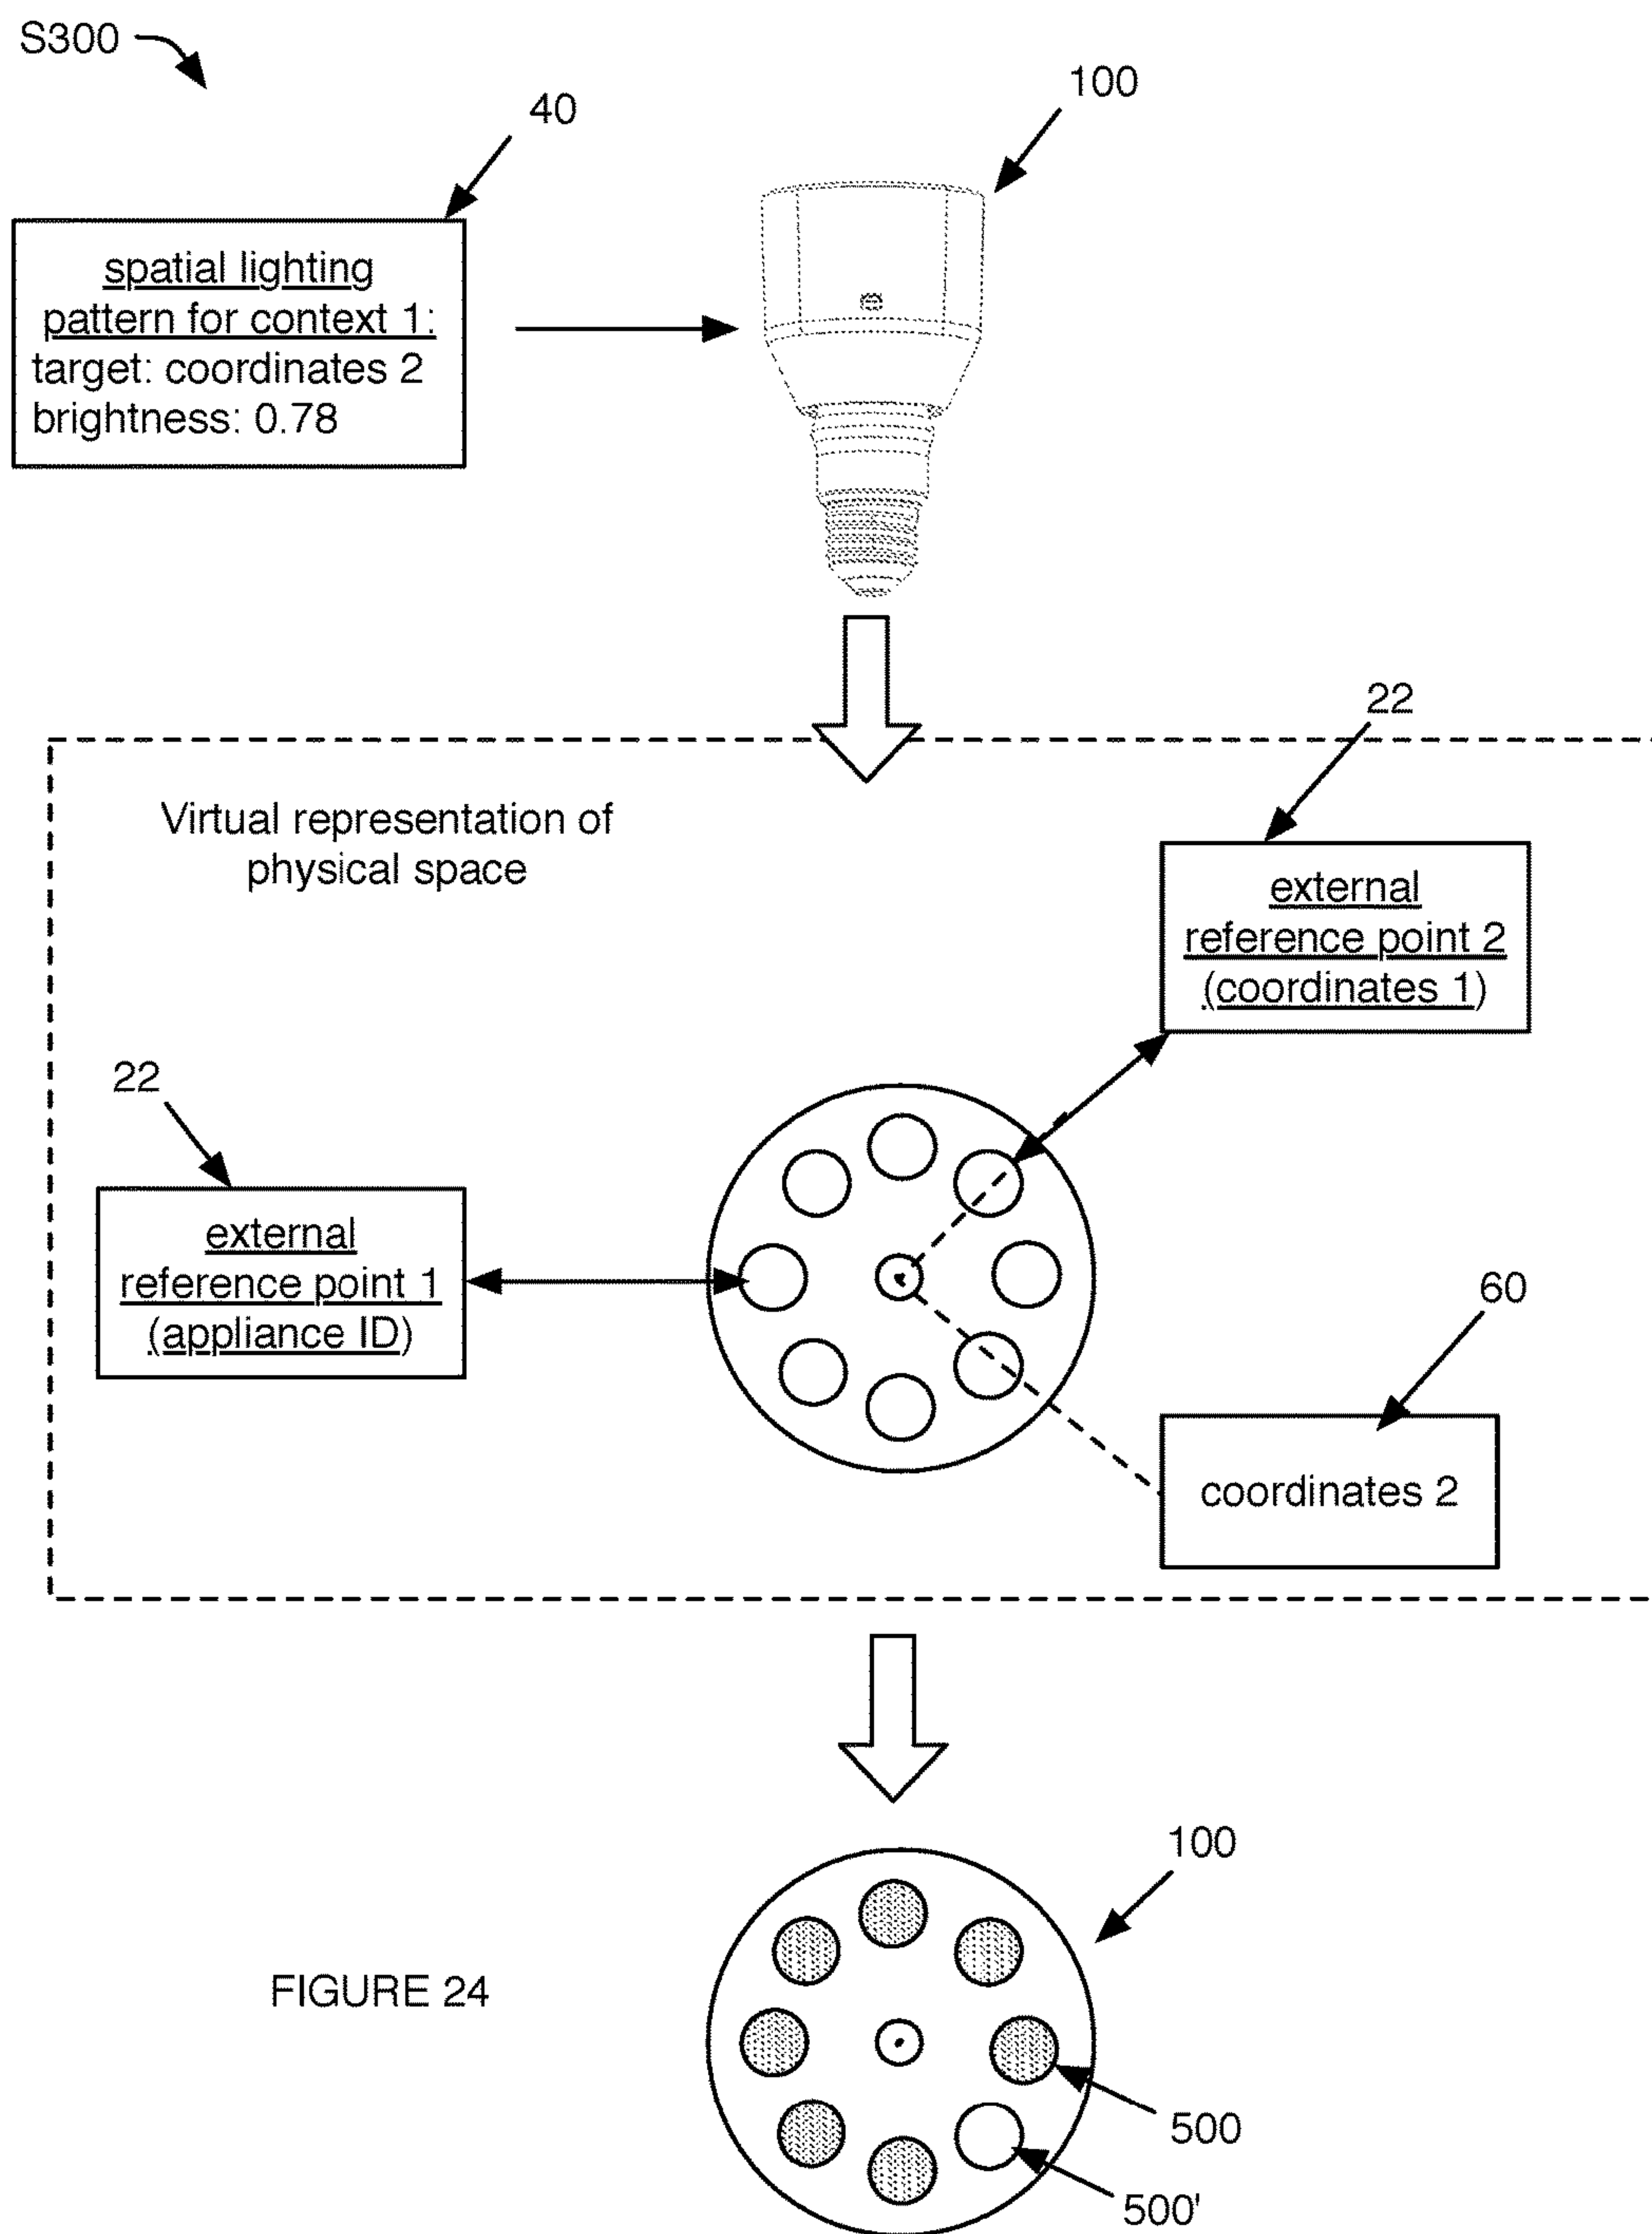 S300
40
100
spatial lighting
pattern for context 1:
target: coordinates 2
brightness: 0.78
22
Virtual representation of
physical space
external
reference point 2
(coordinates 1)
22
external
reference point 1
(appliance ID)
60
coordinates 2
100
FIGURE 24
500
500'